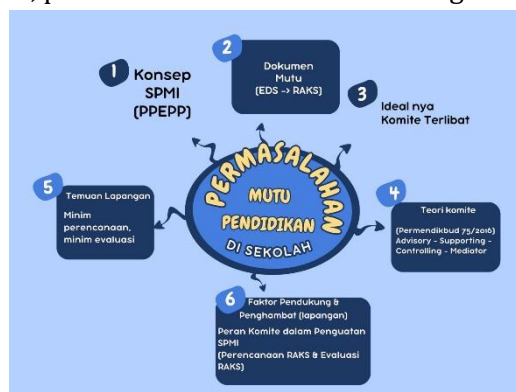 1
Konsep
SPMI
(PPEPP)
2
Dokumen
Mutu
(EDS -> RAKS)
3
Ideal nya
Komite Terlibat
PERMASALAHAN
MUTU
PENDIDIKAN
DI SEKOLAH
5
Temuan Lapangan
Minim
perencanaan,
minim evaluasi
4
Teori komite
(Permendikbud 75/2016)
Advisory - Supporting -
Controlling - Mediator
6
Faktor Pendukung &
Penghambat (lapangan)
Peran Komite dalam Penguatan
SPMI
(Perencanaan RAKS & Evaluasi
RAKS)